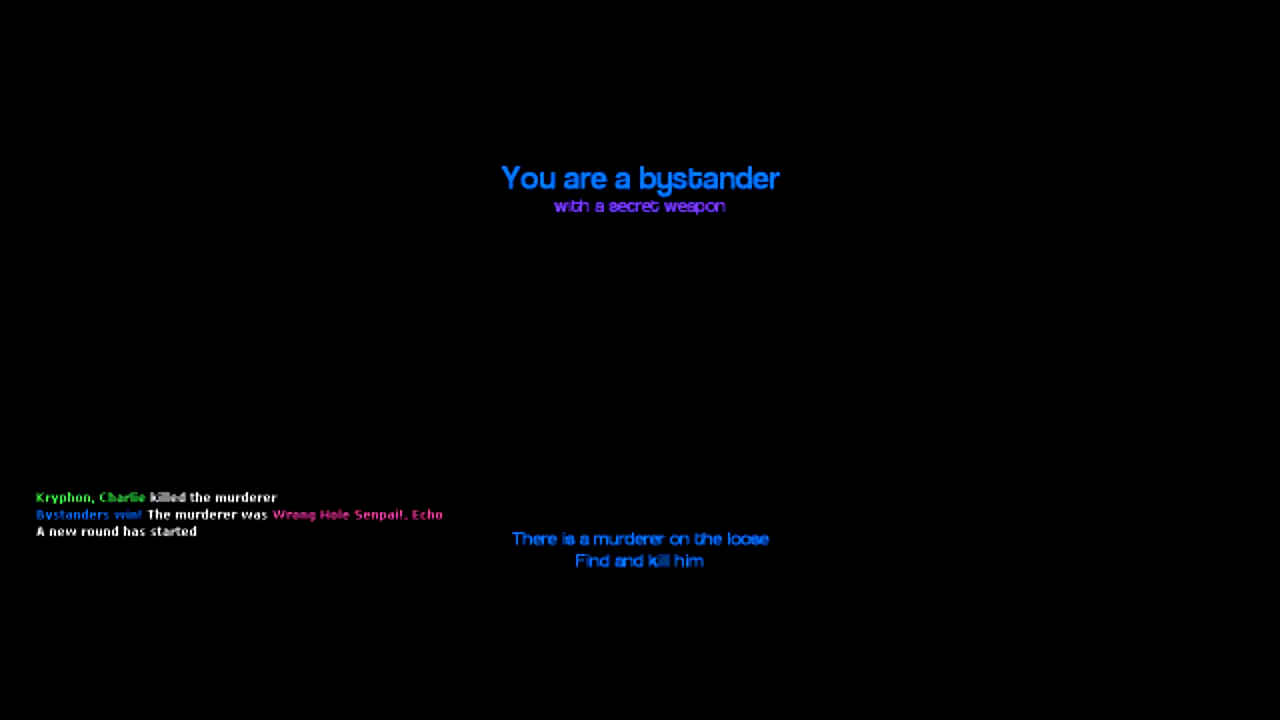 You are a bystander
with a secret weapon
Kryphon, Charlie killed the murderer
Bystanders win! The murderer was Wrong Hole Senpai!, Echo
A new round has started
There is a murderer on the loose
Find and kill him